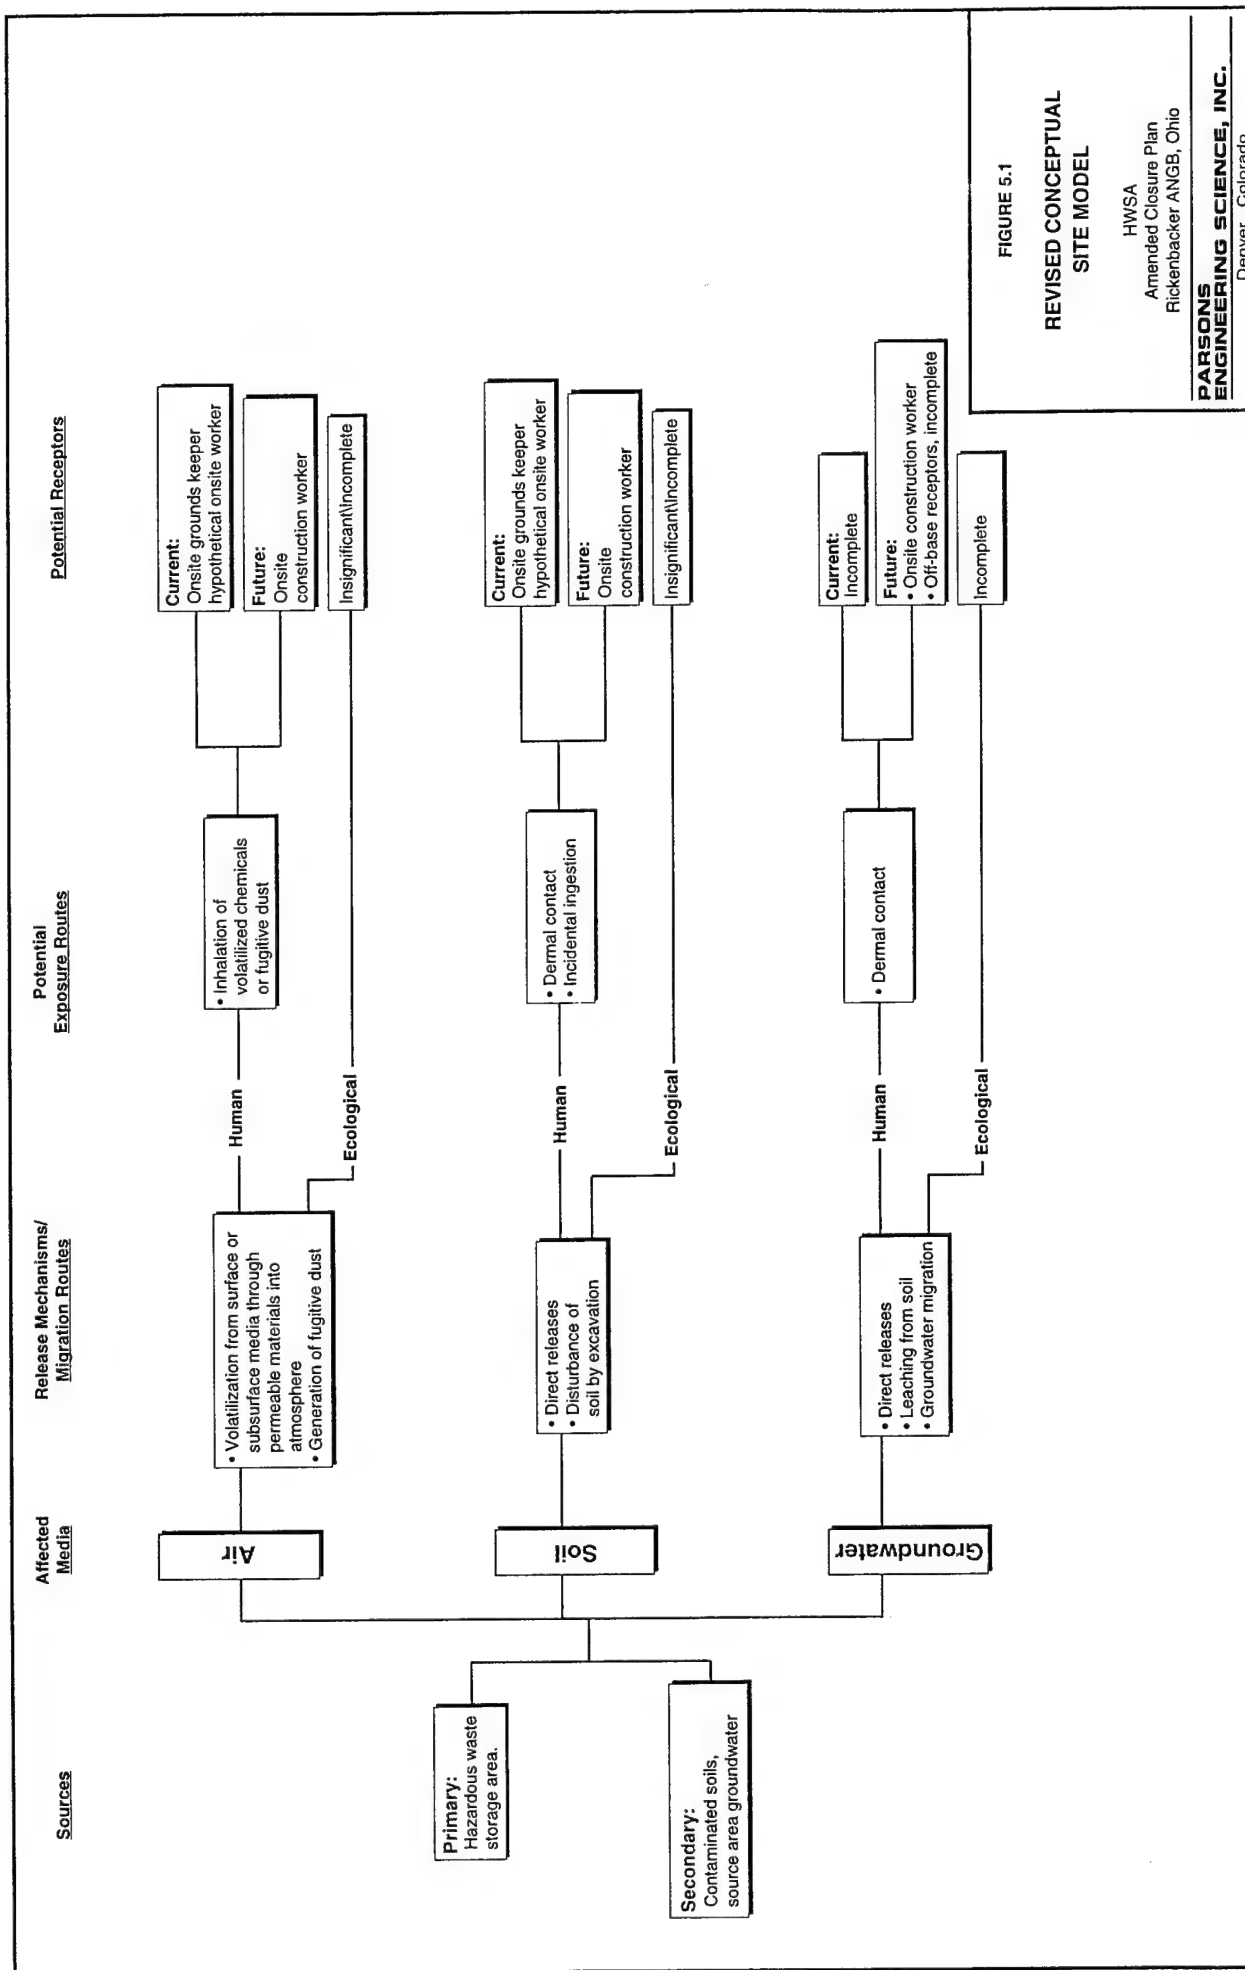 Sources
Affected
Media
Release Mechanisms/
Migration Routes
Potential
Exposure Routes
Potential Receptors
Primary:
Hazardous waste
storage area.
Secondary:
Contaminated soils,
source area groundwater
Air
• Volatilization from surface or
subsurface media through
permeable materials into
atmosphere
• Generation of fugitive dust
Human
Ecological
• Inhalation of
volatilized chemicals
or fugitive dust
Current:
Onsite grounds keeper
hypothetical onsite worker
Future:
Onsite
construction worker
Insignificant\Incomplete
Soil
• Direct releases
• Disturbance of
soil by excavation
Human
Ecological
• Dermal contact
• Incidental ingestion
Current:
Onsite grounds keeper
hypothetical onsite worker
Future:
Onsite
construction worker
Insignificant\Incomplete
Groundwater
• Direct releases
• Leaching from soil
• Groundwater migration
Human
Ecological
• Dermal contact
Current:
Incomplete
Future:
• Onsite construction worker
• Off-base receptors, incomplete
Incomplete
FIGURE 5.1
REVISED CONCEPTUAL
SITE MODEL
HWSA
Amended Closure Plan
Rickenbacker ANGB, Ohio
PARSONS
ENGINEERING SCIENCE, INC.
Denver, Colorado